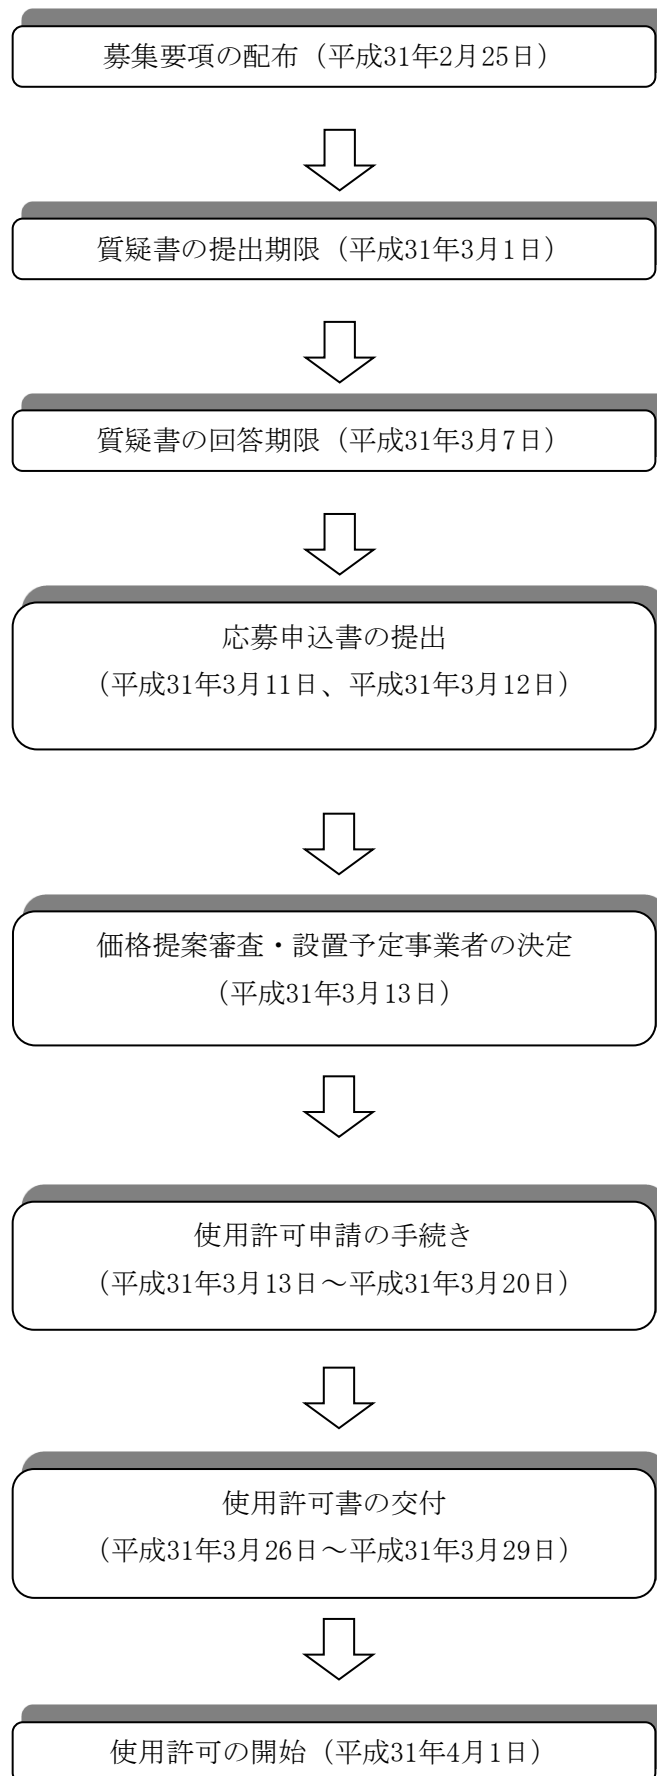 募集要項の配布（平成31年2月25日）
質疑書の提出期限（平成31年3月1日）
質疑書の回答期限（平成31年3月7日）
応募申込書の提出
（平成31年3月11日、平成31年3月12日）
価格提案審査・設置予定事業者の決定
（平成31年3月13日）
使用許可申請の手続き
（平成31年3月13日～平成31年3月20日）
使用許可書の交付
（平成31年3月26日～平成31年3月29日）
使用許可の開始（平成31年4月1日）